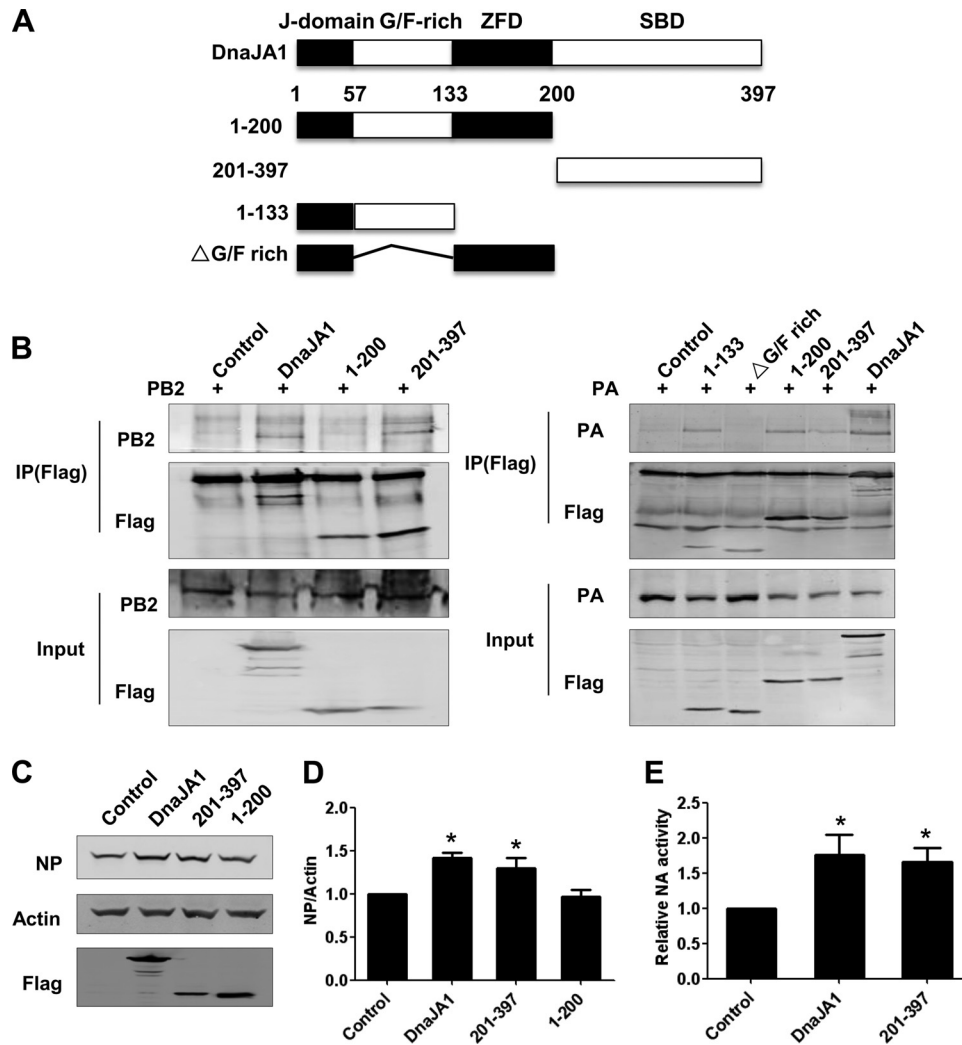 A
J-domain G/F-rich ZFD SBD
DnaJA1
1 57 133 200 397
1-200
201-397
1-133
△G/F rich
B
Control DnaJA1 1-200 201-397
PB2 + + + +
IP(Flag)
PB2
Flag
Input
PB2
Flag
Control 1-133 △G/F rich 1-200 201-397 DnaJA1
PA + + + + + +
IP(Flag)
PA
Flag
Input
PA
Flag
C
Control DnaJA1 201-397 1-200
NP
Actin
Flag
D
NP/Actin
2.0
1.5
1.0
0.5
0.0
* *
Control DnaJA1 201-397 1-200
E
Relative NA activity
2.5
2.0
1.5
1.0
0.5
0.0
* *
Control DnaJA1 201-397